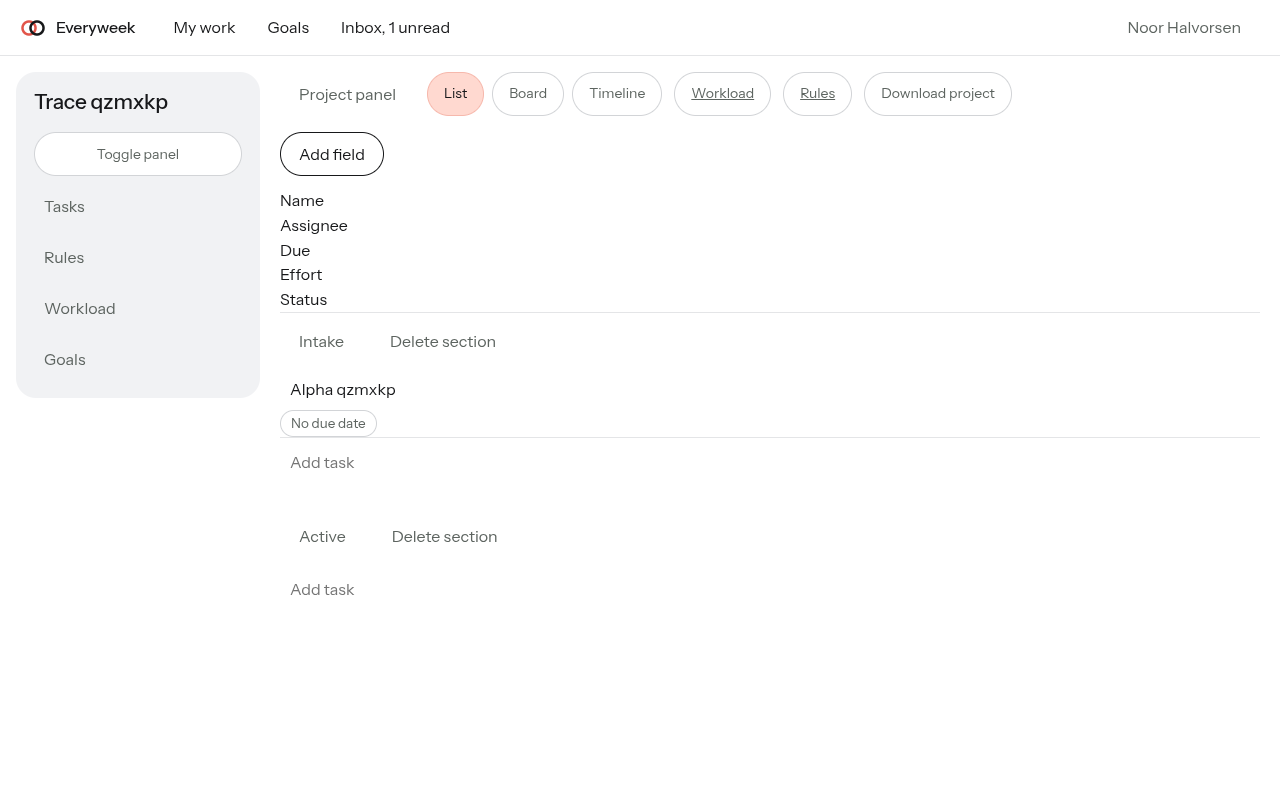 Everyweek My work Goals Inbox, 1 unread Noor Halvorsen
Trace qzmxkp
Toggle panel
Tasks
Rules
Workload
Goals
Project panel List Board Timeline Workload Rules Download project
Add field
Name
Assignee
Due
Effort
Status
Intake Delete section
Alpha qzmxkp
No due date
Add task
Active Delete section
Add task